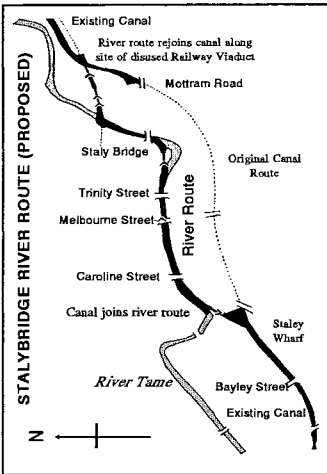 STALYBRIDGE RIVER ROUTE (PROPOSED)
Existing Canal
River route rejoins canal along
site of disused Railway Viaduct
Mottram Road
Staly Bridge
Original Canal
Route
Trinity Street
River Route
Melbourne Street
Caroline Street
Canal joins river route
Staley
Wharf
River Tame
Bayley Street
Existing Canal
N